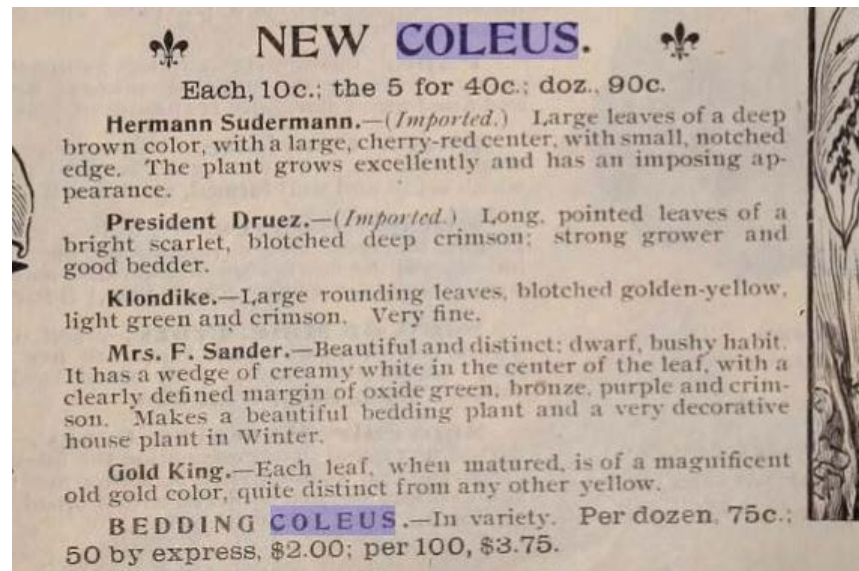 NEW COLEUS.
Each, 10c.; the 5 for 40c.; doz., 90c.
Hermann Sudermann.—(Imported.) Large leaves of a deep
brown color, with a large, cherry-red center, with small, notched
edge. The plant grows excellently and has an imposing ap-
pearance.
President Druez.—(Imported.) Long, pointed leaves of a
bright scarlet, blotched deep crimson; strong grower and
good bedder.
Klondike.—Large rounding leaves, blotched golden-yellow,
light green and crimson. Very fine.
Mrs. F. Sander.—Beautiful and distinct; dwarf, bushy habit.
It has a wedge of creamy white in the center of the leaf, with a
clearly defined margin of oxide green, bronze, purple and crim-
son. Makes a beautiful bedding plant and a very decorative
house plant in Winter.
Gold King.—Each leaf, when matured, is of a magnificent
old gold color, quite distinct from any other yellow.
BEDDING COLEUS.—In variety. Per dozen, 75c.;
50 by express, $2.00; per 100, $3.75.